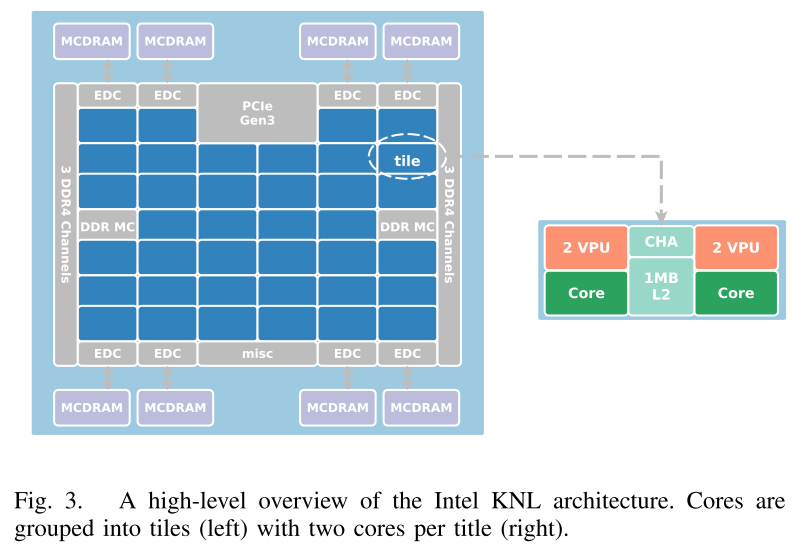 MCDRAM MCDRAM MCDRAM MCDRAM
EDC EDC PCIe Gen3 EDC EDC
3 DDR4 Channels
tile
3 DDR4 Channels
DDR MC DDR MC
EDC EDC misc EDC EDC
MCDRAM MCDRAM MCDRAM MCDRAM
2 VPU CHA 2 VPU
Core 1MB L2 Core
Fig. 3. A high-level overview of the Intel KNL architecture. Cores are
grouped into tiles (left) with two cores per title (right).